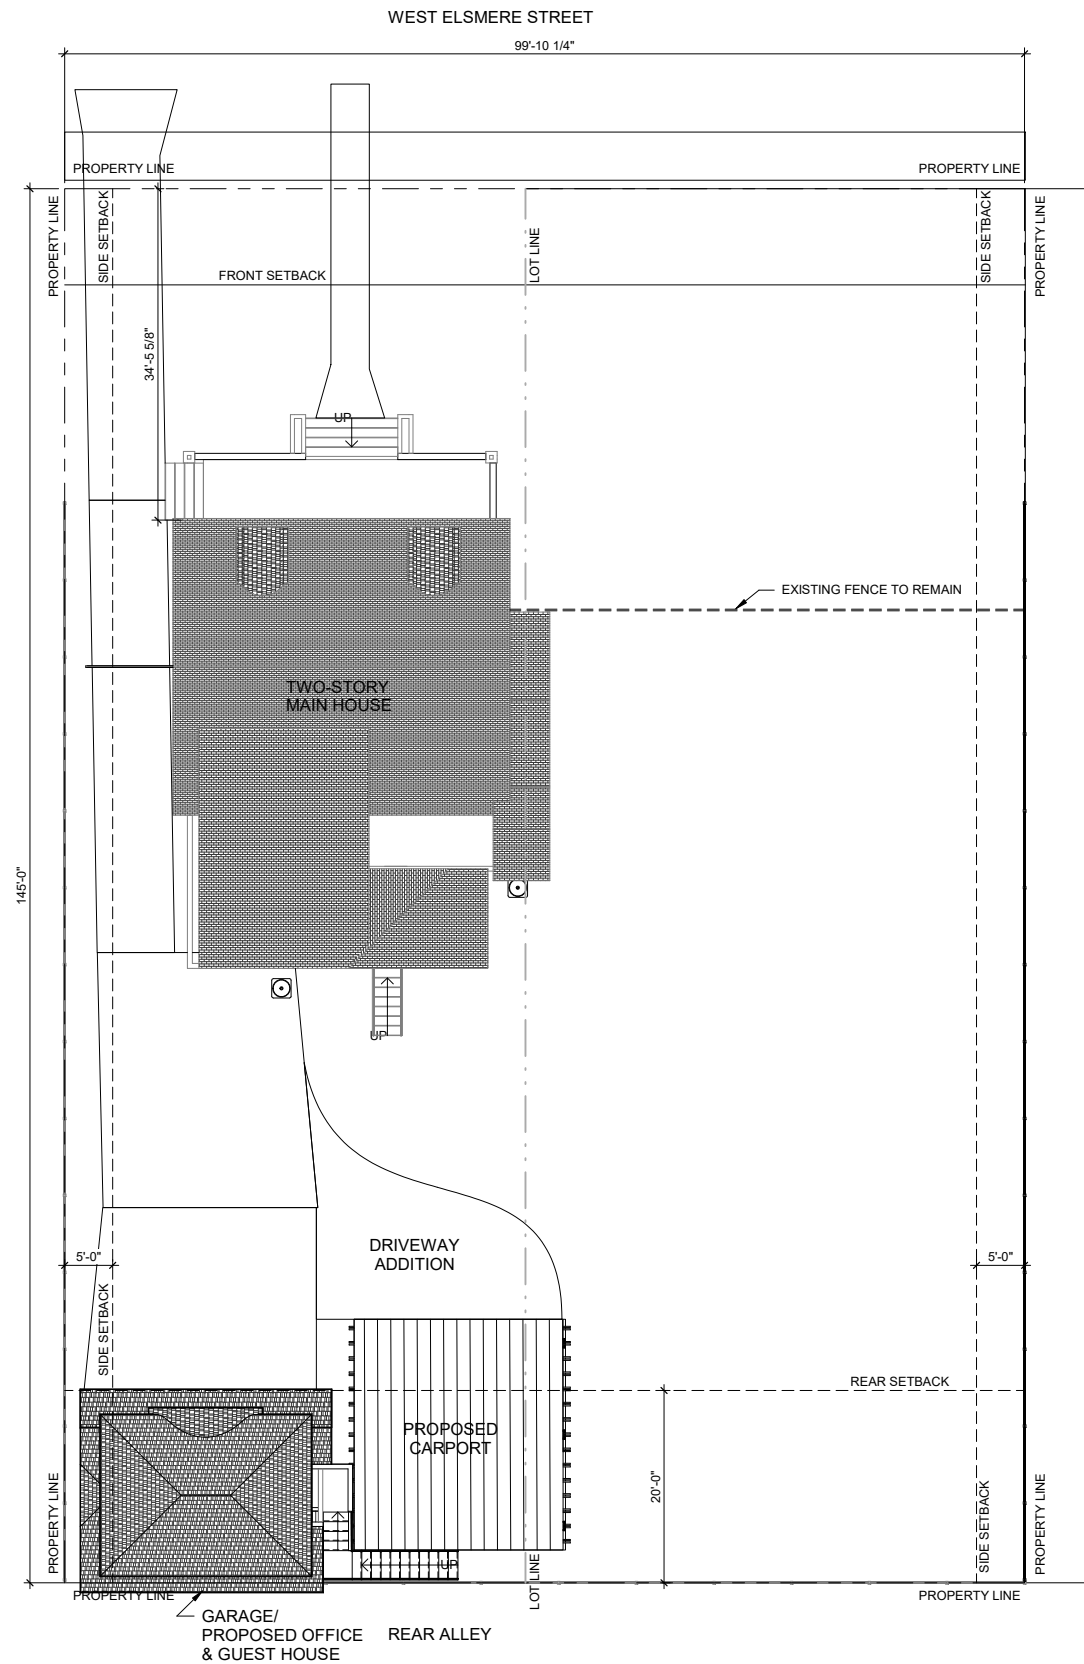 WEST ELSMERE STREET
99'-10 1/4"
PROPERTY LINE
PROPERTY LINE
PROPERTY LINE
SIDE SETBACK
LOT LINE
SIDE SETBACK
PROPERTY LINE
FRONT SETBACK
34'-5 5/8"
UP
EXISTING FENCE TO REMAIN
TWO-STORY
MAIN HOUSE
145'-0"
UP
DRIVEWAY
ADDITION
5'-0"
5'-0"
SIDE SETBACK
REAR SETBACK
PROPOSED
CARPORT
20'-0"
PROPERTY LINE
SIDE SETBACK
PROPERTY LINE
UP
LOT LINE
PROPERTY LINE
PROPERTY LINE
GARAGE/
PROPOSED OFFICE
& GUEST HOUSE
REAR ALLEY